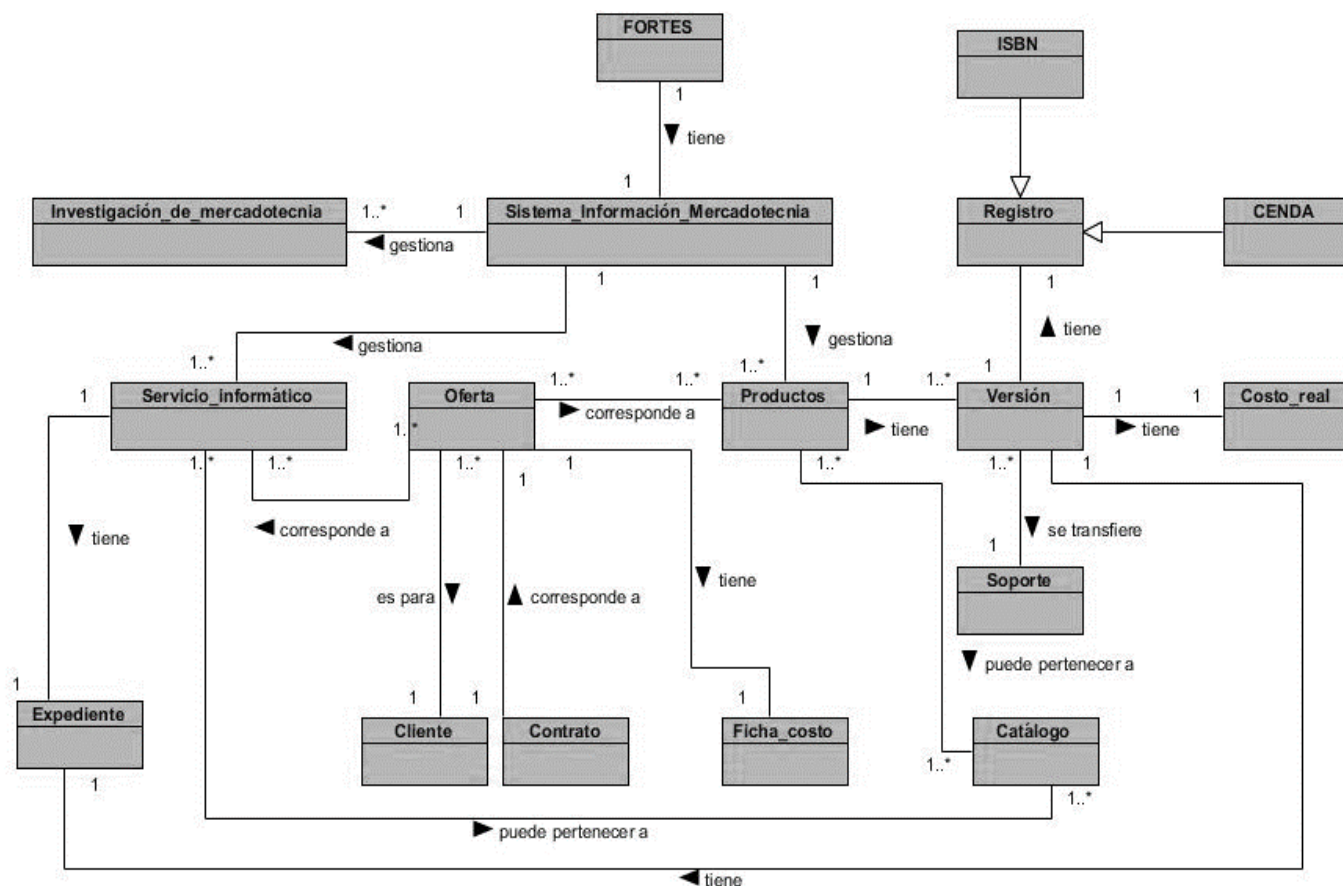 FORTES
ISBN
1
tiene
1
Investigación_de_mercadotecnia
1..*
1
Sistema_Información_Mercadotecnia
Registro
CENDA
gestiona
1
1
1
tiene
gestiona
gestiona
1..*
1..*
1
1
Servicio_informático
Oferta
1..*
1..*
Productos
1
1..*
Versión
1
1
Costo_real
corresponde a
tiene
tiene
1..*
1..*
1..*
1..*
1
1
1..*
1..*
1
corresponde a
tiene
se transfiere
1
Soporte
es para
corresponde a
tiene
puede pertenecer a
1
1
1
1
Expediente
Cliente
Contrato
Ficha_costo
Catálogo
1..*
1
1..*
puede pertenecer a
tiene